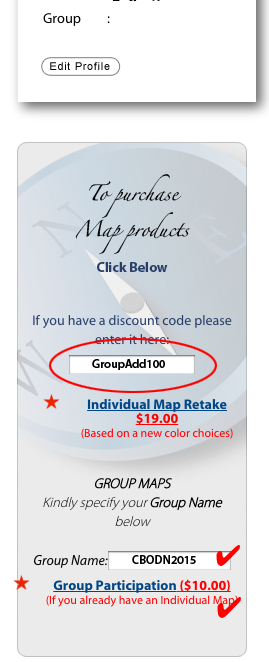 Group :
Edit Profile
To purchase
Map products
Click Below
If you have a discount code please
enter it here:
GroupAdd100
Individual Map Retake
$19.00
(Based on a new color choices)
GROUP MAPS
Kindly specify your Group Name
below
Group Name: CBODN2015
Group Participation ($10.00)
(If you already have an Individual Map)
N
E
W